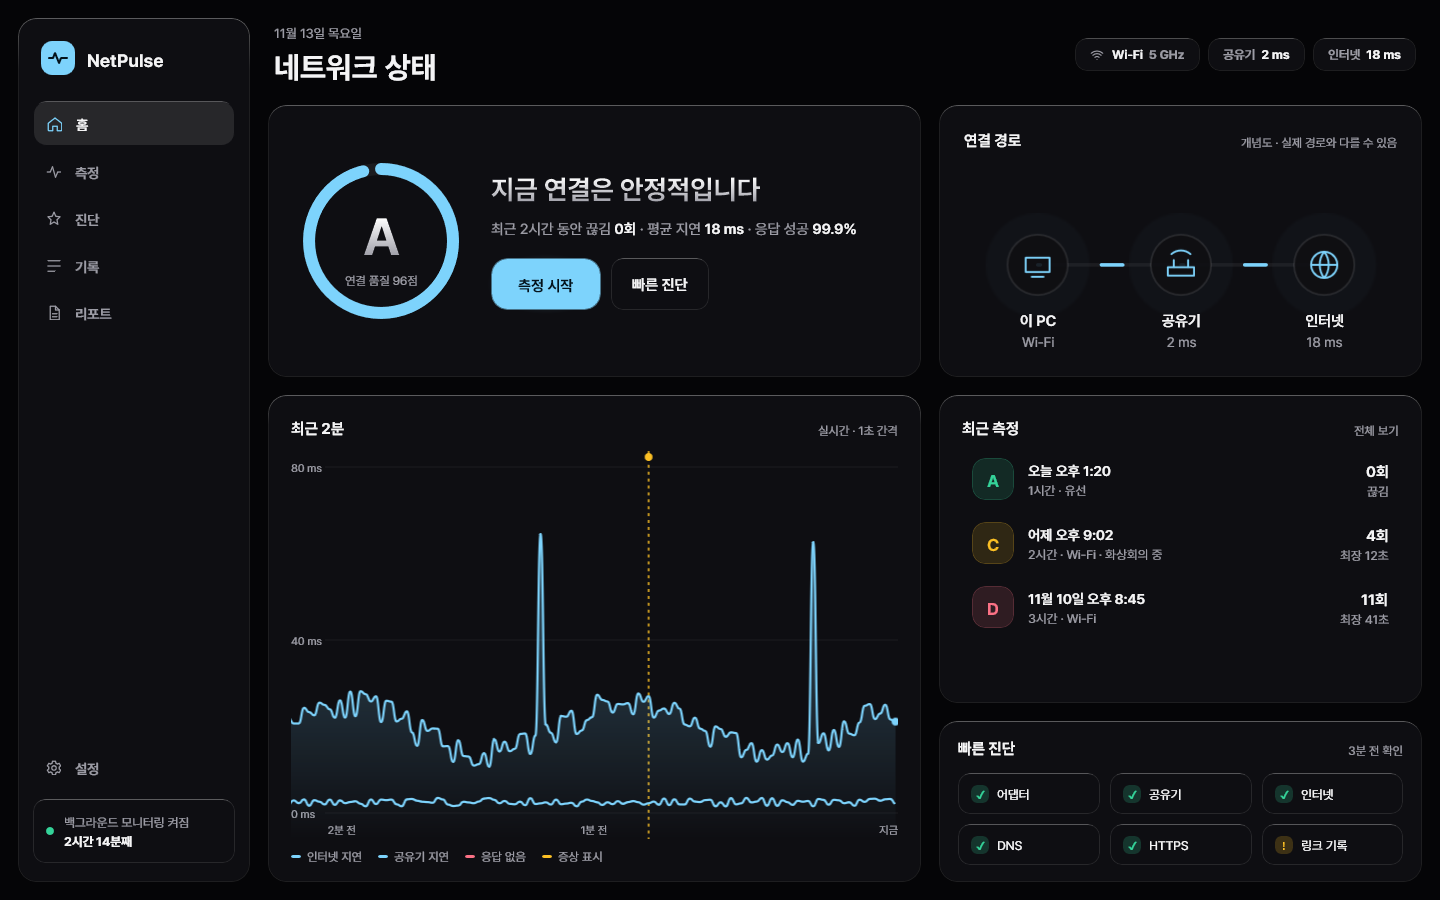 NetPulse
홈
측정
진단
기록
리포트
설정
백그라운드 모니터링 켜짐
2시간 14분째
11월 13일 목요일
네트워크 상태
Wi-Fi 5 GHz
공유기 2 ms
인터넷 18 ms
A
연결 품질 96점
지금 연결은 안정적입니다
최근 2시간 동안 끊김 0회 · 평균 지연 18 ms · 응답 성공 99.9%
측정 시작
빠른 진단
연결 경로
개념도 · 실제 경로와 다를 수 있음
이 PC
Wi-Fi
공유기
2 ms
인터넷
18 ms
최근 2분
실시간 · 1초 간격
80 ms
40 ms
0 ms
2분 전
1분 전
지금
인터넷 지연
공유기 지연
응답 없음
증상 표시
최근 측정
전체 보기
A
오늘 오후 1:20
1시간 · 유선
0회
끊김
C
어제 오후 9:02
2시간 · Wi-Fi · 화상회의 중
4회
최장 12초
D
11월 10일 오후 8:45
3시간 · Wi-Fi
11회
최장 41초
빠른 진단
3분 전 확인
어댑터
공유기
인터넷
DNS
HTTPS
! 링크 기록